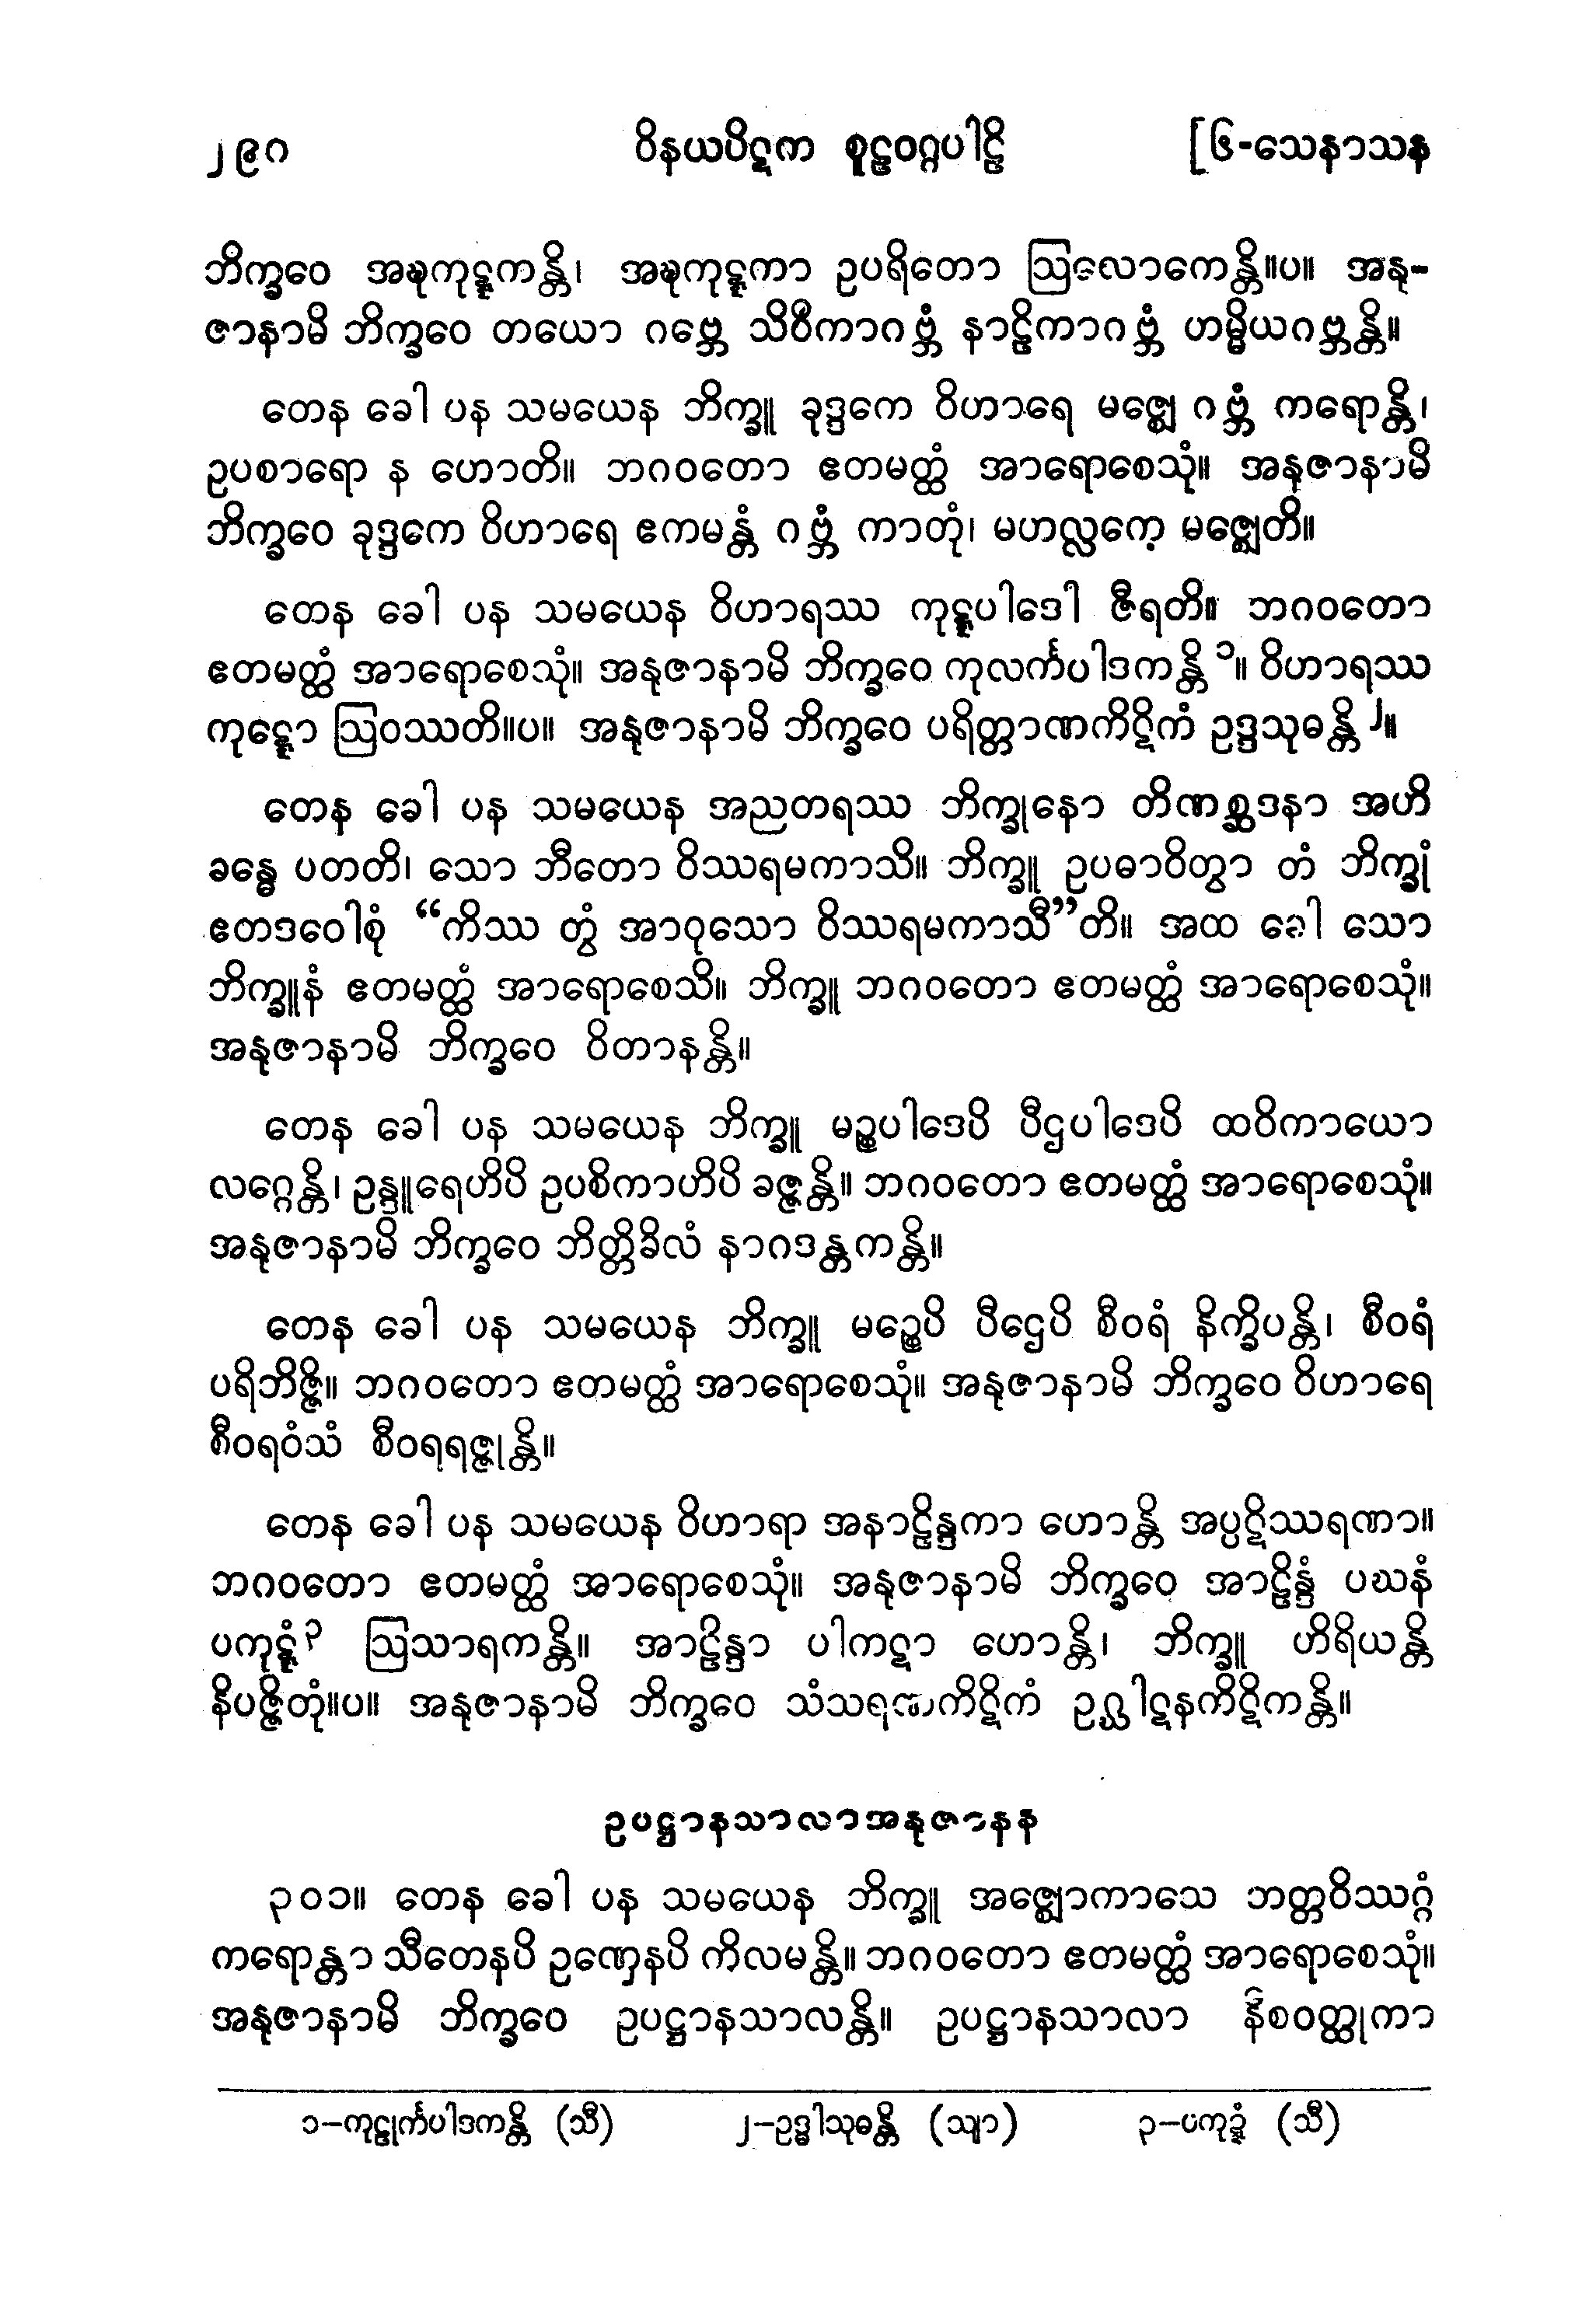 ၂၉ဂ ဝိနယပိဋက စူဠဝဂ္ဂပါဠိ [၆-သေနာသန
ဘိက္ခဝေ အဍ္ဎကုဋ္ဋကန္တိ၊ အဍ္ဎကုဋ္ဋကာ ဥပရိတော ဩလောကေန္တိ။ပ။ အနု-
ဇာနာမိ ဘိက္ခဝေ တယော ဂဗ္ဘေ သိဝိကာဂဗ္ဘံ နာဠိကာဂဗ္ဘံ ဟမ္မိယဂဗ္ဘန္တိ။
တေန ခေါ ပန သမယေန ဘိက္ခူ ခုဒ္ဒကေ ဝိဟာရေ မဇ္ဈေ ဂဗ္ဘံ ကရောန္တိ၊
ဥပစာရော န ဟောတိ။ ဘဂဝတော ဧတမတ္ထံ အာရောစေသုံ။ အနုဇာနာမိ
ဘိက္ခဝေ ခုဒ္ဒကေ ဝိဟာရေ ဧကမန္တံ ဂဗ္ဘံ ကာတုံ၊ မဟလ္လကေ မဇ္ဈေတိ။
တေန ခေါ ပန သမယေန ဝိဟာရဿ ကုဋ္ဋပါဒေါ ဇီရတိ။ ဘဂဝတော
ဧတမတ္ထံ အာရောစေသုံ။ အနုဇာနာမိ ဘိက္ခဝေ ကုလင်္ကပါဒကန္တိ ၁။ ဝိဟာရဿ
ကုဋ္ဋော ဩဝဿတိ။ပ။ အနုဇာနာမိ ဘိက္ခဝေ ပရိတ္တာဏကိဋိကံ ဥဒ္ဒသုဓန္တိ ၂။
တေန ခေါ ပန သမယေန အညတရဿ ဘိက္ခုနော တိဏစ္ဆဒနာ အဟိ
ခန္ဓေ ပတတိ၊ သော ဘီတော ဝိဿရမကာသိ။ ဘိက္ခူ ဥပဓာဝိတွာ တံ ဘိက္ခုံ
ဧတဒဝေါစုံ “ကိဿ တွံ အာဝုသော ဝိဿရမကာသီ”တိ။ အထ ခေါ သော
ဘိက္ခူနံ ဧတမတ္ထံ အာရောစေသိ။ ဘိက္ခူ ဘဂဝတော ဧတမတ္ထံ အာရောစေသုံ။
အနုဇာနာမိ ဘိက္ခဝေ ဝိတာနန္တိ။
တေန ခေါ ပန သမယေန ဘိက္ခူ မဉ္စပါဒေပိ ပီဌပါဒေပိ ထဝိကာယော
လဂ္ဂေန္တိ၊ ဥန္ဒူရေဟိပိ ဥပစိကာဟိပိ ခဇ္ဇန္တိ။ ဘဂဝတော ဧတမတ္ထံ အာရောစေသုံ။
အနုဇာနာမိ ဘိက္ခဝေ ဘိတ္တိခိလံ နာဂဒန္တကန္တိ။
တေန ခေါ ပန သမယေန ဘိက္ခူ မဉ္စေပိ ပီဌေပိ စီဝရံ နိက္ခိပန္တိ၊ စီဝရံ
ပရိဘိဇ္ဇိ။ ဘဂဝတော ဧတမတ္ထံ အာရောစေသုံ။ အနုဇာနာမိ ဘိက္ခဝေ ဝိဟာရေ
စီဝရဝံသံ စီဝရရဇ္ဇုန္တိ။
တေန ခေါ ပန သမယေန ဝိဟာရာ အနာဠိန္ဒကာ ဟောန္တိ အပ္ပဋိဿရဏာ။
ဘဂဝတော ဧတမတ္ထံ အာရောစေသုံ။ အနုဇာနာမိ ဘိက္ခဝေ အာဠိန္ဒံ ပဃနံ
ပကုဋ္ဋံ ၃ ဩသာရကန္တိ။ အာဠိန္ဒာ ပါကဋာ ဟောန္တိ၊ ဘိက္ခူ ဟိရိယန္တိ
နိပဇ္ဇိတုံ။ပ။ အနုဇာနာမိ ဘိက္ခဝေ သံသရဏကိဋိကံ ဥဂ္ဃါဋနကိဋိကန္တိ။
ဥပဋ္ဌာနသာလာအနုဇာနန
၃၀၁။ တေန ခေါ ပန သမယေန ဘိက္ခူ အဇ္ဈောကာသေ ဘတ္တဝိဿဂ္ဂံ
ကရောန္တာ သီတေနပိ ဥဏှေနပိ ကိလမန္တိ။ ဘဂဝတော ဧတမတ္ထံ အာရောစေသုံ။
အနုဇာနာမိ ဘိက္ခဝေ ဥပဋ္ဌာနသာလန္တိ။ ဥပဋ္ဌာနသာလာ နီစဝတ္ထုကာ
၁-ကုဠုင်္ကပါဒကန္တိ (သီ) ၂-ဥဒ္ဓါသုဓန္တိ (သျာ) ၃-ပကုဍ္ဍံ (သီ)